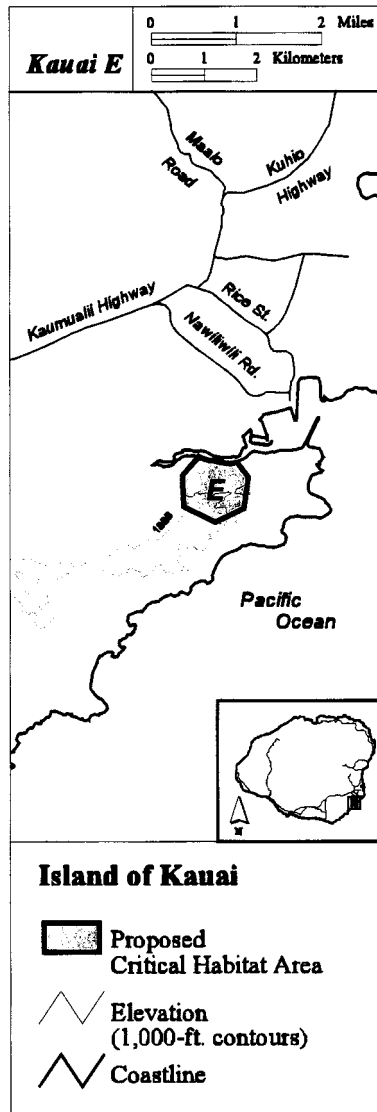 Kauai E
0 1 2 Miles
0 1 2 Kilometers
Maalo
Road
Kuhio
Highway
Kaumualii Highway
Rice St.
Nawiliwili Rd.
E
Pacific
Ocean
N
Island of Kauai
Proposed
Critical Habitat Area
Elevation
(1,000-ft. contours)
Coastline